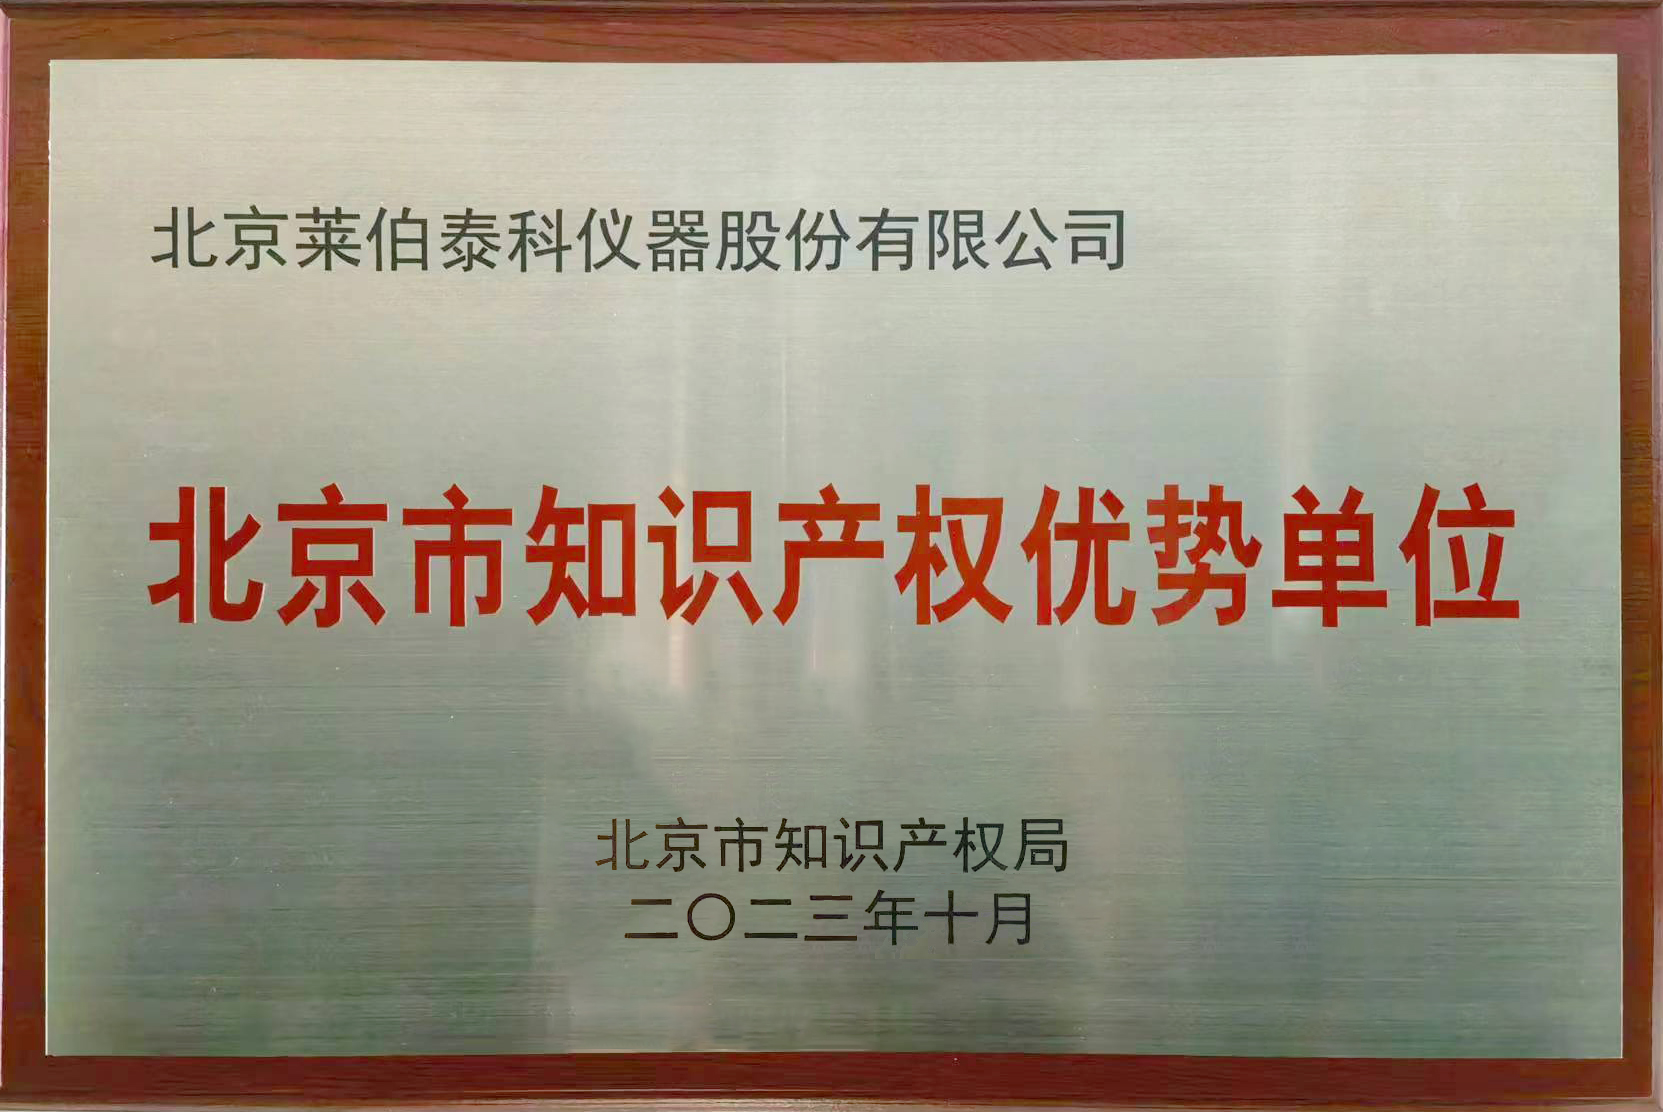 北京莱伯泰科仪器股份有限公司
北京市知识产权优势单位
北京市知识产权局
二〇二三年十月